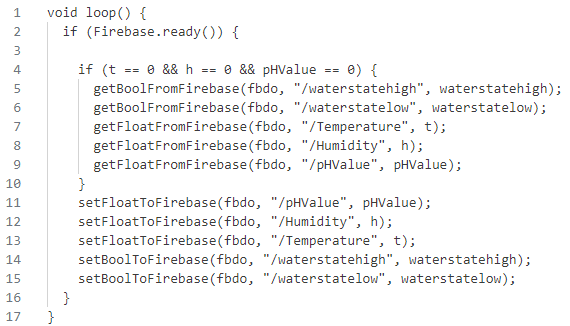 1 void loop() {
2   if (Firebase.ready()) {
3
4     if (t == 0 && h == 0 && pHValue == 0) {
5       getBoolFromFirebase(fbdo, "/waterstatehigh", waterstatehigh);
6       getBoolFromFirebase(fbdo, "/waterstatelow", waterstatelow);
7       getFloatFromFirebase(fbdo, "/Temperature", t);
8       getFloatFromFirebase(fbdo, "/Humidity", h);
9       getFloatFromFirebase(fbdo, "/pHValue", pHValue);
10     }
11     setFloatToFirebase(fbdo, "/pHValue", pHValue);
12     setFloatToFirebase(fbdo, "/Humidity", h);
13     setFloatToFirebase(fbdo, "/Temperature", t);
14     setBoolToFirebase(fbdo, "/waterstatehigh", waterstatehigh);
15     setBoolToFirebase(fbdo, "/waterstatelow", waterstatelow);
16   }
17 }